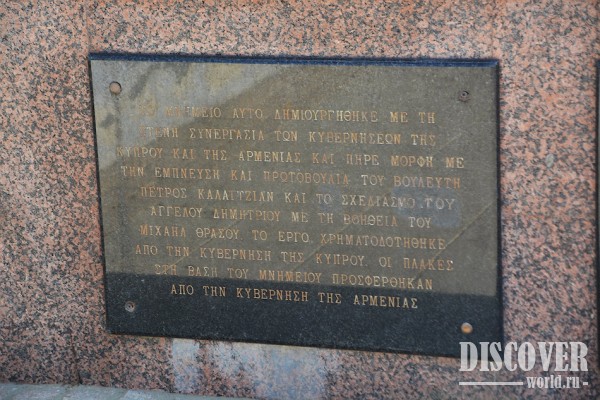 ΤΟ ΜΝΗΜΕΙΟ ΑΥΤΟ ΔΗΜΙΟΥΡΓΗΘΗΚΕ ΜΕ ΤΗ
ΣΤΕΝΗ ΣΥΝΕΡΓΑΣΙΑ ΤΩΝ ΚΥΒΕΡΝΗΣΕΩΝ ΤΗΣ
ΚΥΠΡΟΥ ΚΑΙ ΤΗΣ ΑΡΜΕΝΙΑΣ ΚΑΙ ΠΗΡΕ ΜΟΡΦΗ ΜΕ
ΤΗΝ ΕΜΠΝΕΥΣΗ ΚΑΙ ΠΡΩΤΟΒΟΥΛΙΑ ΤΟΥ ΒΟΥΛΕΥΤΗ
ΠΕΤΡΟΣ ΚΑΛΑΙΤΖΙΑΝ ΚΑΙ ΤΟ ΣΧΕΔΙΑΣΜΟ ΤΟΥ
ΑΓΓΕΛΟΥ ΔΗΜΗΤΡΙΟΥ ΜΕ ΤΗ ΒΟΗΘΕΙΑ ΤΟΥ
ΜΙΧΑΗΛ ΘΡΑΣΟΥ. ΤΟ ΕΡΓΟ ΧΡΗΜΑΤΟΔΟΤΗΘΗΚΕ
ΑΠΟ ΤΗΝ ΚΥΒΕΡΝΗΣΗ ΤΗΣ ΚΥΠΡΟΥ. ΟΙ ΠΛΑΚΕΣ
ΣΤΗ ΒΑΣΗ ΤΟΥ ΜΝΗΜΕΙΟΥ ΠΡΟΣΦΕΡΘΗΚΑΝ
ΑΠΟ ΤΗΝ ΚΥΒΕΡΝΗΣΗ ΤΗΣ ΑΡΜΕΝΙΑΣ
DISCOVER
world.ru